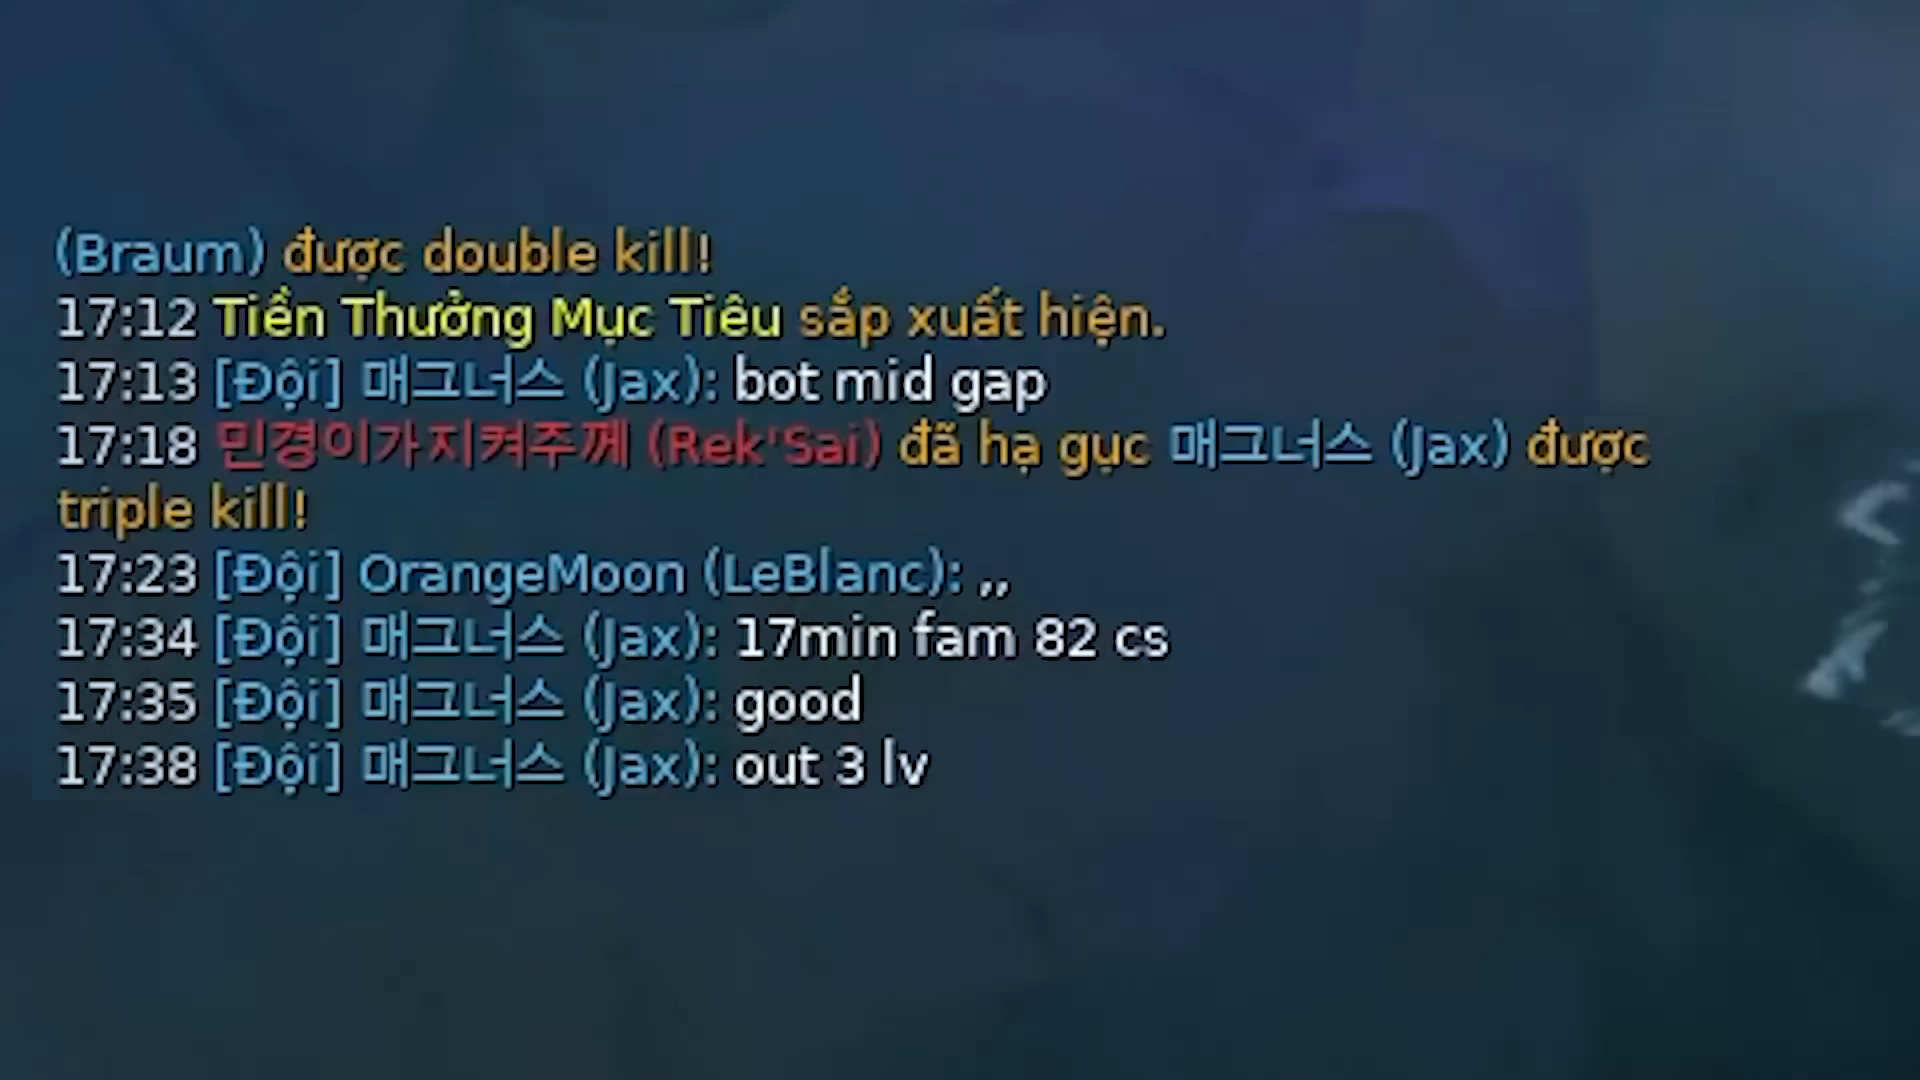 (Braum) được double kill!
17:12 Tiền Thưởng Mục Tiêu sắp xuất hiện.
17:13 [Đội] 매그너스 (Jax): bot mid gap
17:18 민경이가지켜주께 (Rek'Sai) đã hạ gục 매그너스 (Jax) được
triple kill!
17:23 [Đội] OrangeMoon (LeBlanc): ,,
17:34 [Đội] 매그너스 (Jax): 17min fam 82 cs
17:35 [Đội] 매그너스 (Jax): good
17:38 [Đội] 매그너스 (Jax): out 3 lv